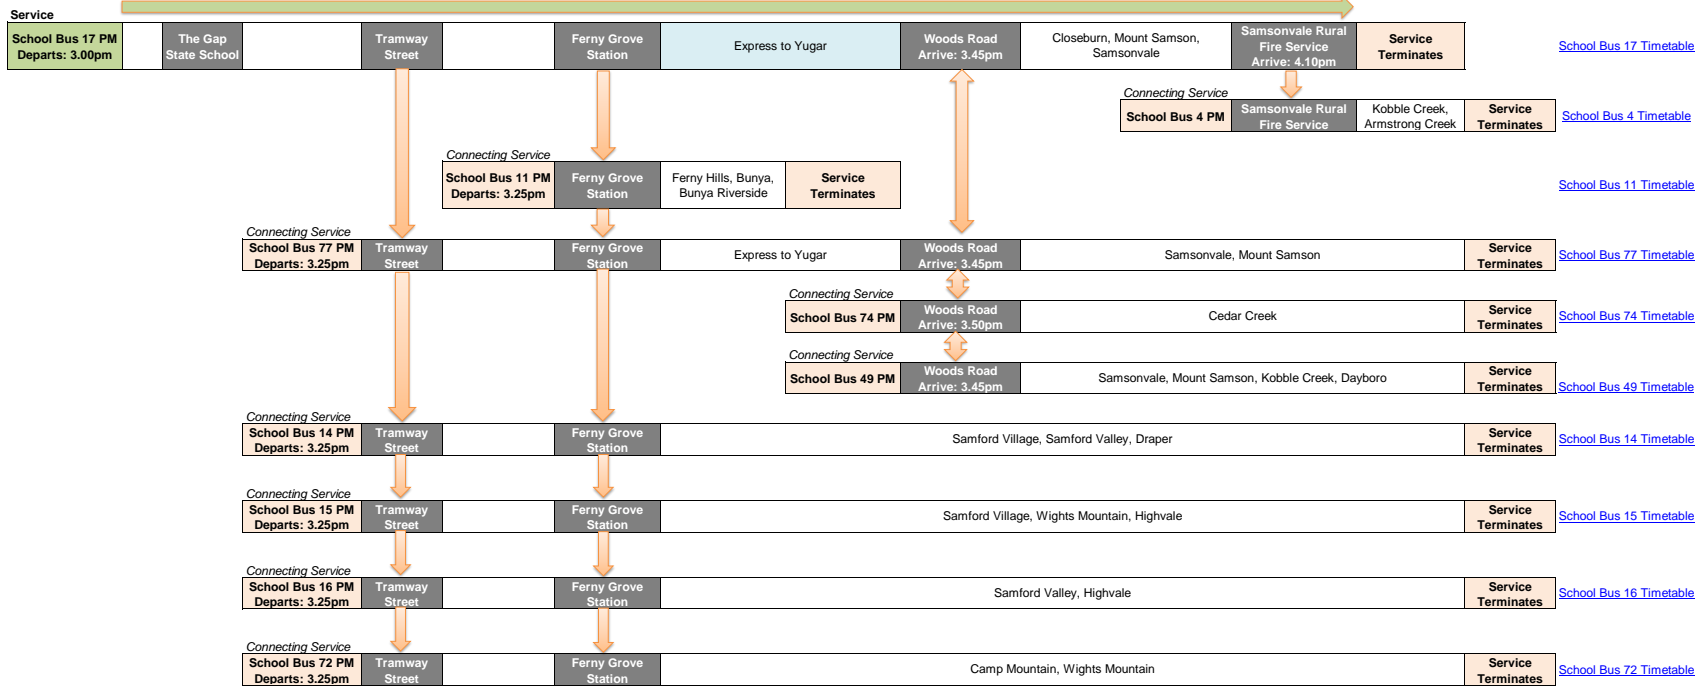 Service
School Bus 17 PM
Departs: 3.00pm
The Gap
State School
Tramway
Street
Ferny Grove
Station
Express to Yugar
Woods Road
Arrive: 3.45pm
Closeburn, Mount Samson,
Samsonvale
Samsonvale Rural
Fire Service
Arrive: 4.10pm
Service
Terminates
School Bus 17 Timetable
Connecting Service
School Bus 4 PM
Samsonvale Rural
Fire Service
Kobble Creek,
Armstrong Creek
Service
Terminates
School Bus 4 Timetable
Connecting Service
School Bus 11 PM
Departs: 3.25pm
Ferny Grove
Station
Ferny Hills, Bunya,
Bunya Riverside
Service
Terminates
School Bus 11 Timetable
Connecting Service
School Bus 77 PM
Departs: 3.25pm
Tramway
Street
Ferny Grove
Station
Express to Yugar
Woods Road
Arrive: 3.45pm
Samsonvale, Mount Samson
Service
Terminates
School Bus 77 Timetable
Connecting Service
School Bus 74 PM
Woods Road
Arrive: 3.50pm
Cedar Creek
Service
Terminates
School Bus 74 Timetable
Connecting Service
School Bus 49 PM
Woods Road
Arrive: 3.45pm
Samsonvale, Mount Samson, Kobble Creek, Dayboro
Service
Terminates
School Bus 49 Timetable
Connecting Service
School Bus 14 PM
Departs: 3.25pm
Tramway
Street
Ferny Grove
Station
Samford Village, Samford Valley, Draper
Service
Terminates
School Bus 14 Timetable
Connecting Service
School Bus 15 PM
Departs: 3.25pm
Tramway
Street
Ferny Grove
Station
Samford Village, Wights Mountain, Highvale
Service
Terminates
School Bus 15 Timetable
Connecting Service
School Bus 16 PM
Departs: 3.25pm
Tramway
Street
Ferny Grove
Station
Samford Valley, Highvale
Service
Terminates
School Bus 16 Timetable
Connecting Service
School Bus 72 PM
Departs: 3.25pm
Tramway
Street
Ferny Grove
Station
Camp Mountain, Wights Mountain
Service
Terminates
School Bus 72 Timetable